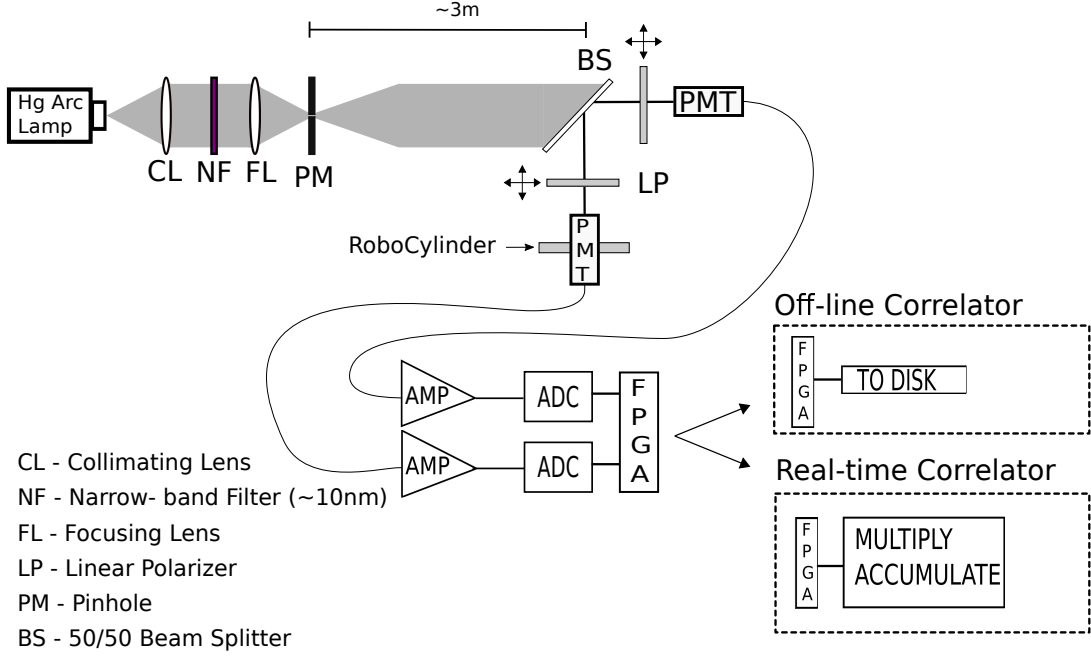 ~3m
BS
Hg Arc
Lamp
PMT
CL
NF
FL
PM
LP
RoboCylinder
P
M
T
Off-line Correlator
F
P
G
A
TO DISK
AMP
ADC
F
P
G
A
AMP
ADC
Real-time Correlator
F
P
G
A
MULTIPLY
ACCUMULATE
CL - Collimating Lens
NF - Narrow- band Filter (~10nm)
FL - Focusing Lens
LP - Linear Polarizer
PM - Pinhole
BS - 50/50 Beam Splitter